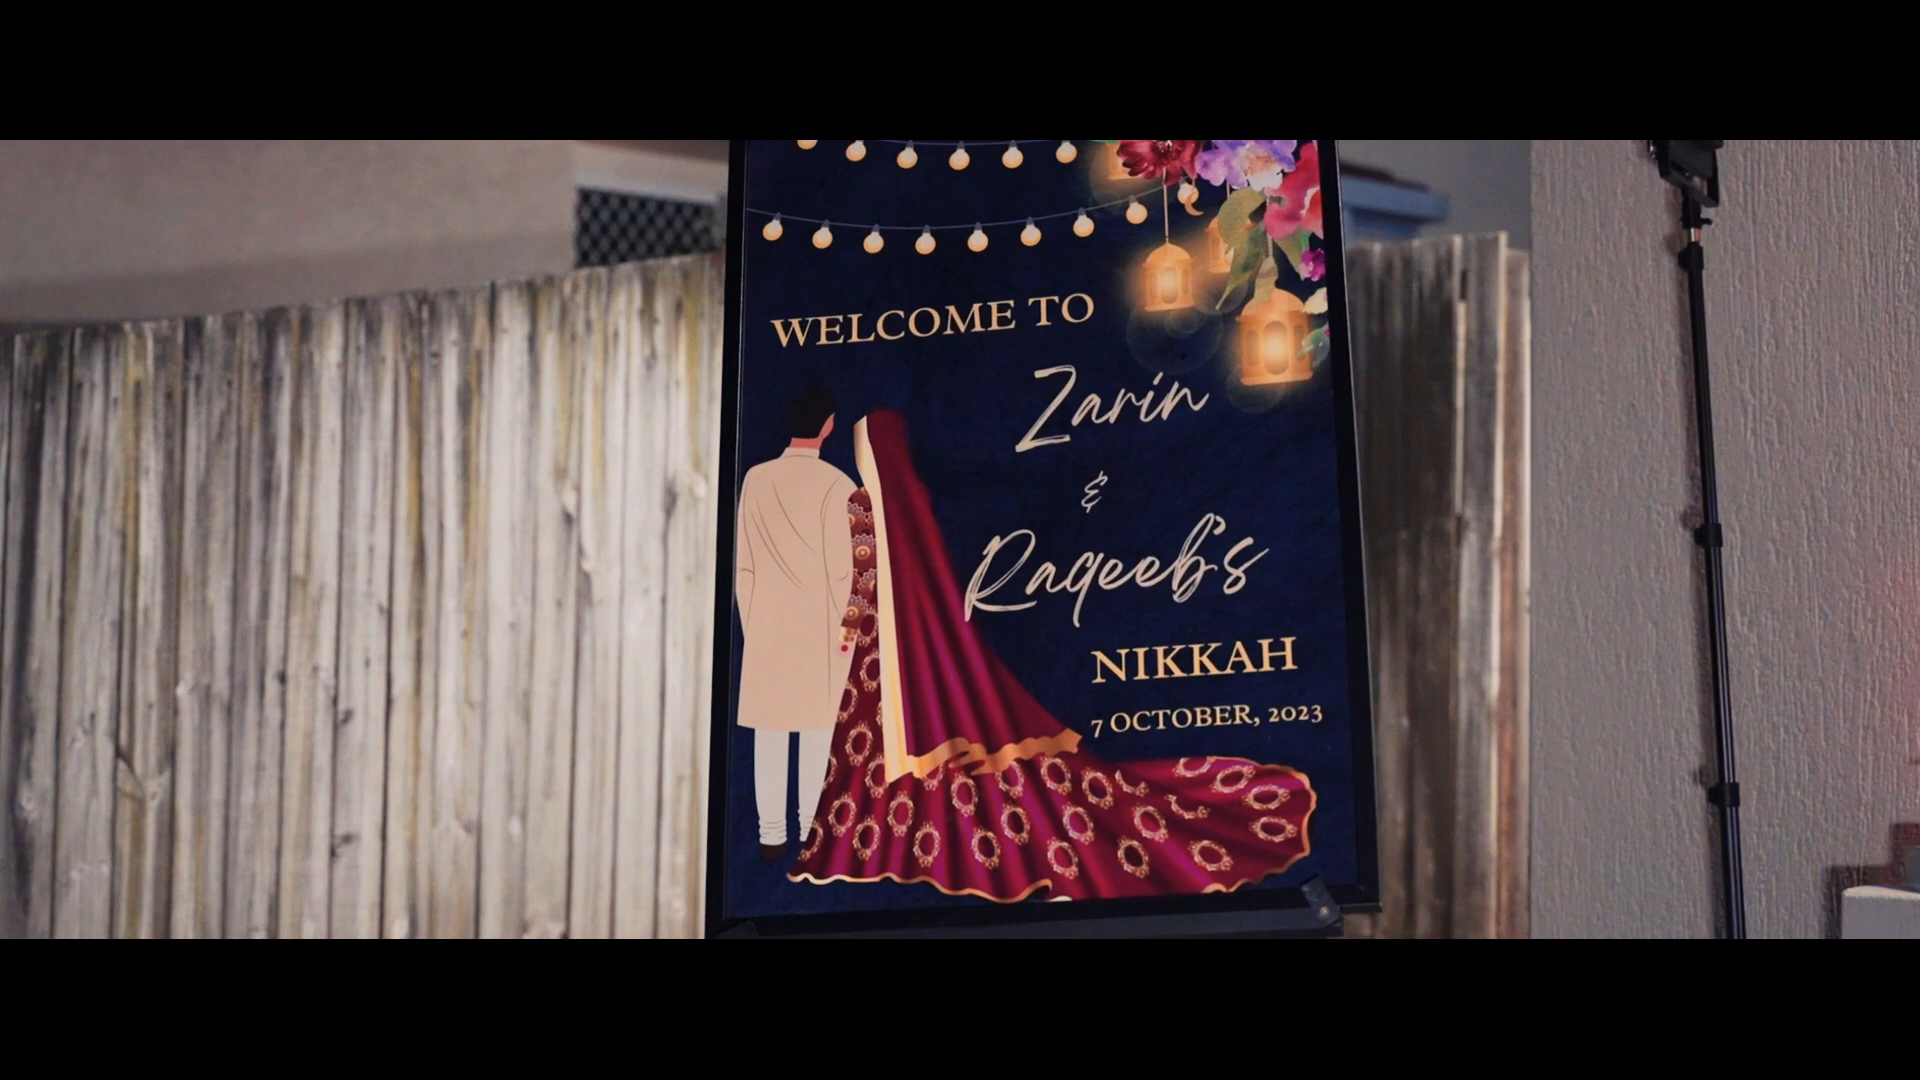 WELCOME TO
Zarin
&
Raqeeb's
NIKKAH
7 OCTOBER, 2023